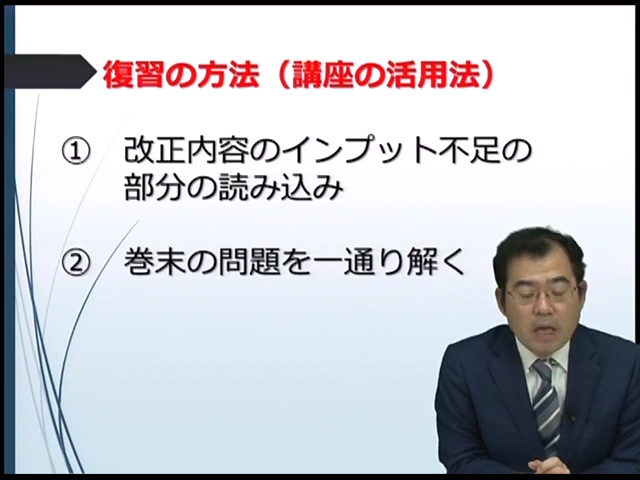 復習の方法（講座の活用法）
① 改正内容のインプット不足の
部分の読み込み
② 巻末の問題を一通り解く